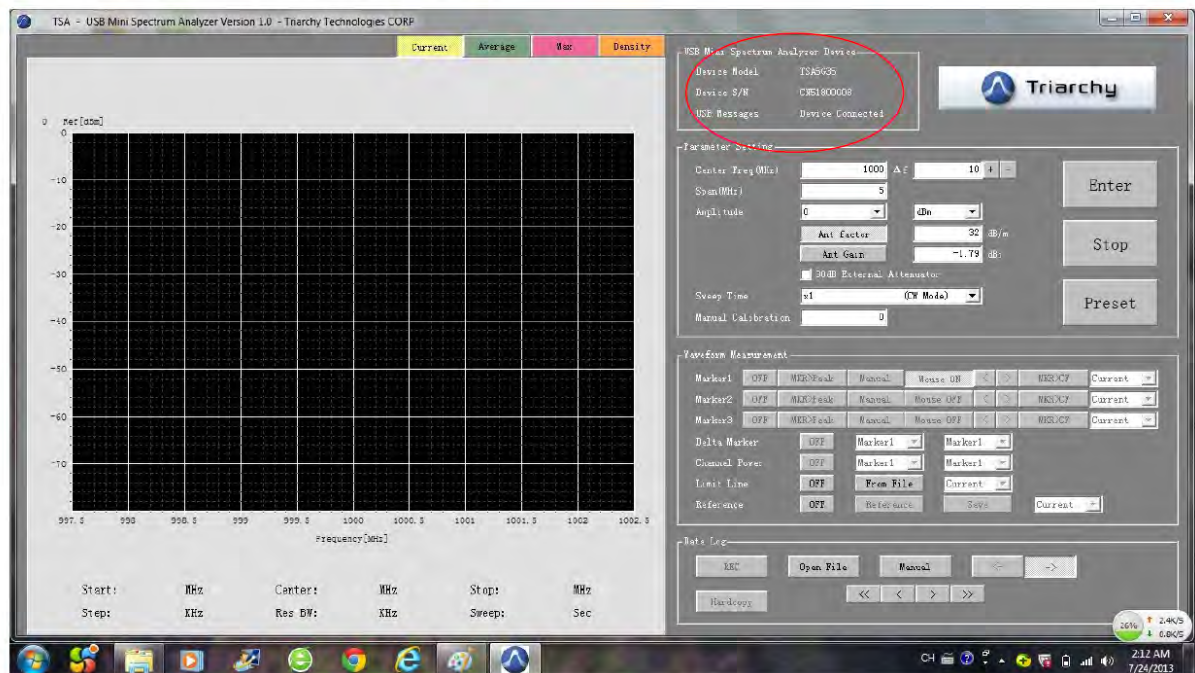 TSA - USB Mini Spectrum Analyzer Version 1.0 - Triarchy Technologies CORP
Current Average Max Density
0 Ref[dBm]
0
-10
-20
-30
-40
-50
-60
-70
997.5 998 998.5 999 999.5 1000 1000.5 1001 1001.5 1002 1002.5
Frequency[MHz]
Start: MHz Center: MHz Stop: MHz
Step: KHz Res BW: KHz Sweep: Sec
USB Mini Spectrum Analyzer Device
Device Model TSA5G35
Device S/N
USB Messages Device Connected
Triarchy
Parameter Setting
Center Freq(MHz) 1000 Δf 10 + -
Span(MHz) 5
Amplitude 0 dBm
Ant factor 32 dB/m
Ant Gain -1.79 dBi
30dB External Attenuator
Sweep Time x1 (CW Mode)
Manual Calibration 0
Enter
Stop
Preset
Waveform Measurement
Marker1 OFF MKR>Peak Manual Mouse ON < > MKR>CF Current
Marker2 OFF MKR>Peak Manual Mouse OFF < > MKR>CF Current
Marker3 OFF MKR>Peak Manual Mouse OFF < > MKR>CF Current
Delta Marker OFF Marker1 Marker1
Channel Power OFF Marker1 Marker1
Limit Line OFF From File Current
Reference OFF Reference Save Current
Data Log
REC Open File Manual <- ->
Hardcopy << < > >>
26% 2.4K/S
0.8K/S
CH
2:12 AM
7/24/2013